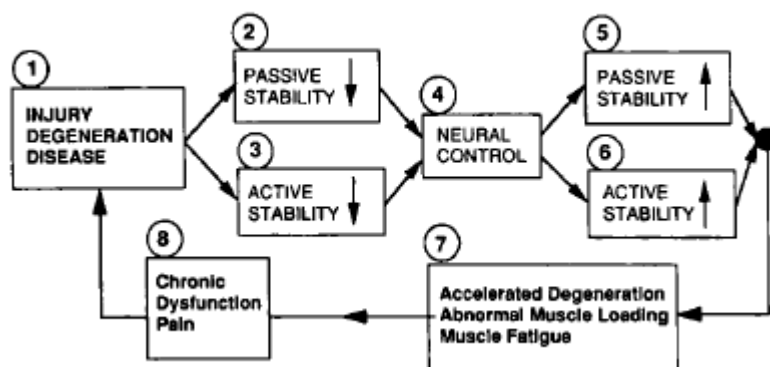 1
INJURY
DEGENERATION
DISEASE
2
PASSIVE
STABILITY
3
ACTIVE
STABILITY
4
NEURAL
CONTROL
5
PASSIVE
STABILITY
6
ACTIVE
STABILITY
7
Accelerated Degeneration
Abnormal Muscle Loading
Muscle Fatigue
8
Chronic
Dysfunction
Pain